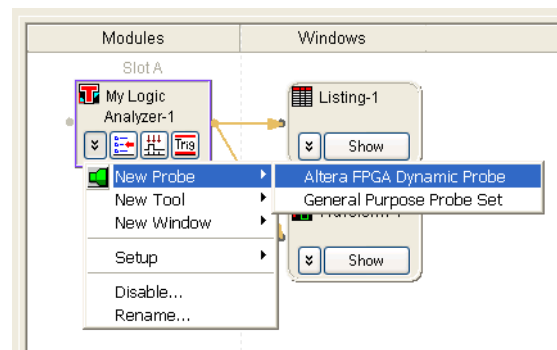 Modules
Windows
Slot A
My Logic
Analyzer-1
Trig
Listing-1
Show
New Probe
New Tool
New Window
Setup
Disable...
Rename...
Altera FPGA Dynamic Probe
General Purpose Probe Set
Show